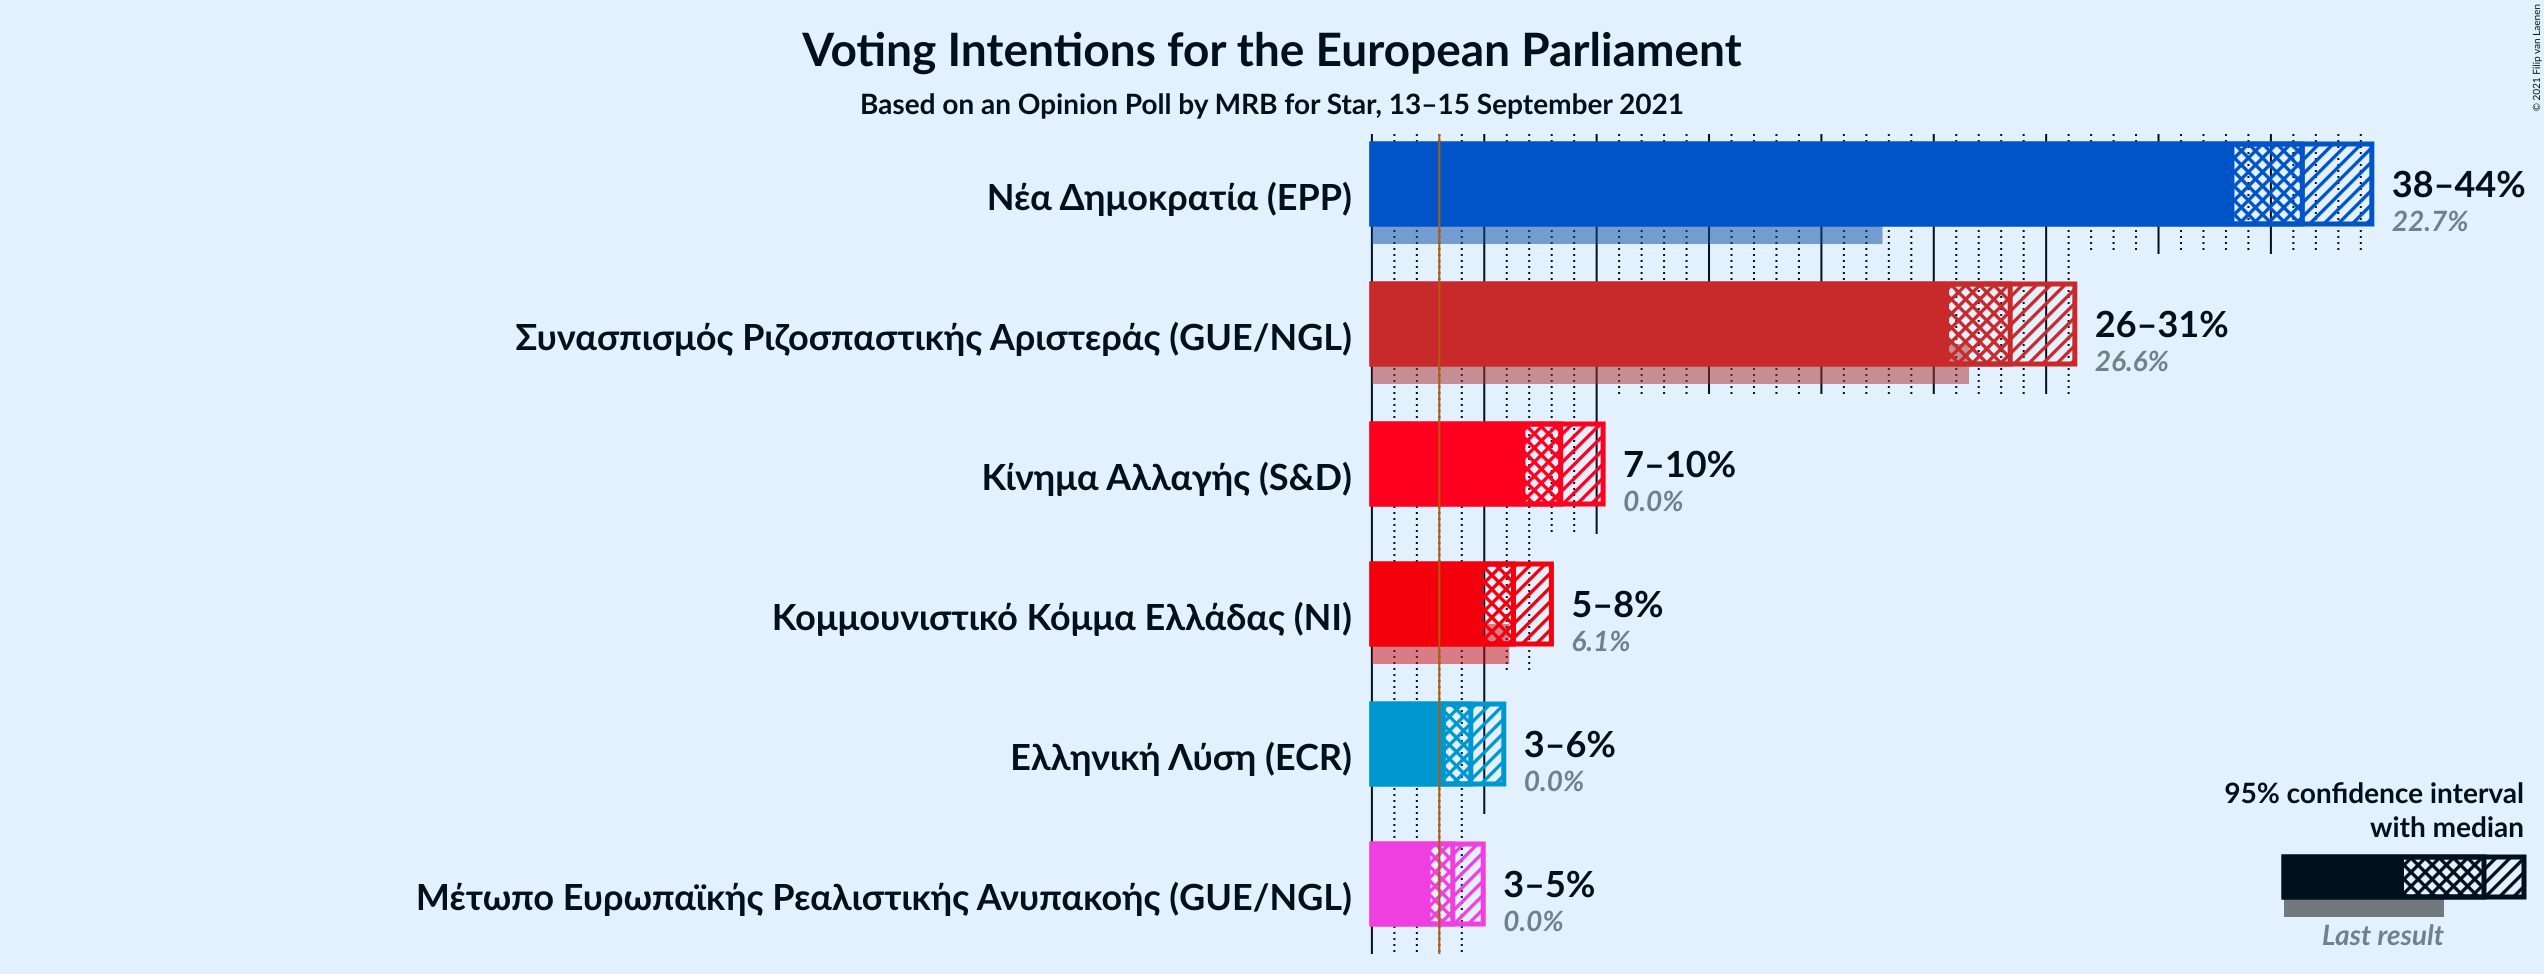 Voting Intentions for the European Parliament
Based on an Opinion Poll by MRB for Star, 13–15 September 2021
© 2021 Filip van Laenen
Νέα Δημοκρατία (EPP)
38–44%
22.7%
Συνασπισμός Ριζοσπαστικής Αριστεράς (GUE/NGL)
26–31%
26.6%
Κίνημα Αλλαγής (S&D)
7–10%
0.0%
Κομμουνιστικό Κόμμα Ελλάδας (NI)
5–8%
6.1%
Ελληνική Λύση (ECR)
3–6%
0.0%
Μέτωπο Ευρωπαϊκής Ρεαλιστικής Ανυπακοής (GUE/NGL)
3–5%
0.0%
95% confidence interval
with median
Last result